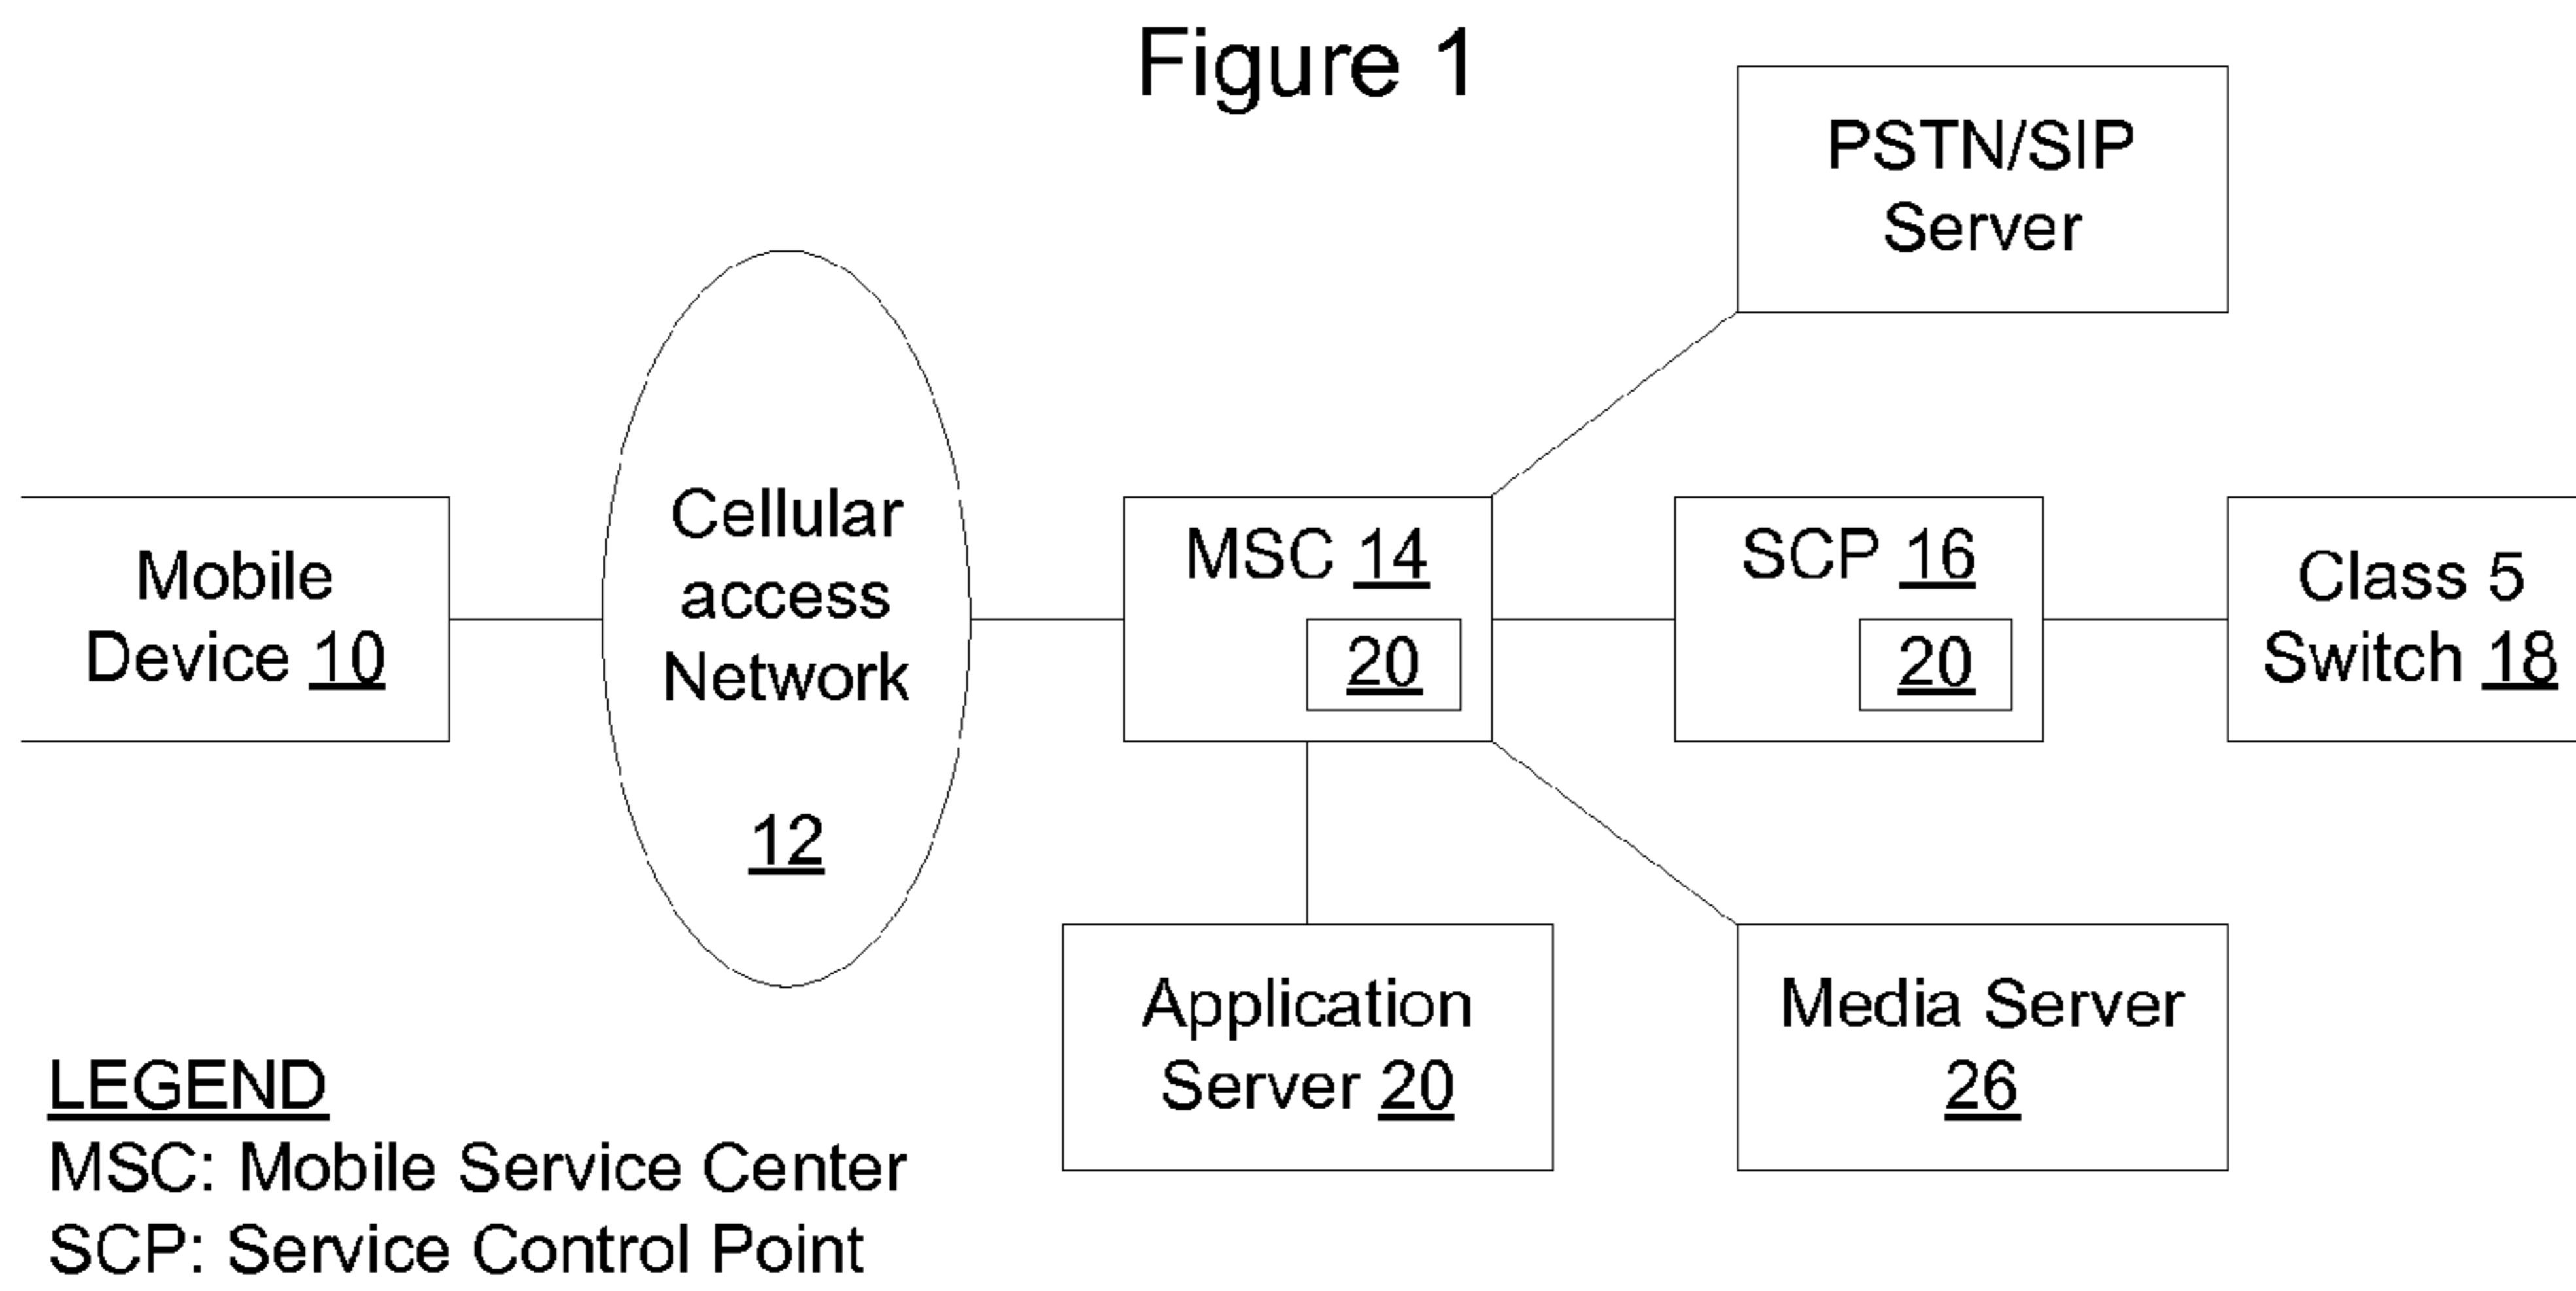 Figure 1
PSTN/SIP
Server
Mobile
Device 10
Cellular
access
Network
12
MSC 14
20
SCP 16
20
Class 5
Switch 18
Application
Server 20
Media Server
26
LEGEND
MSC: Mobile Service Center
SCP: Service Control Point